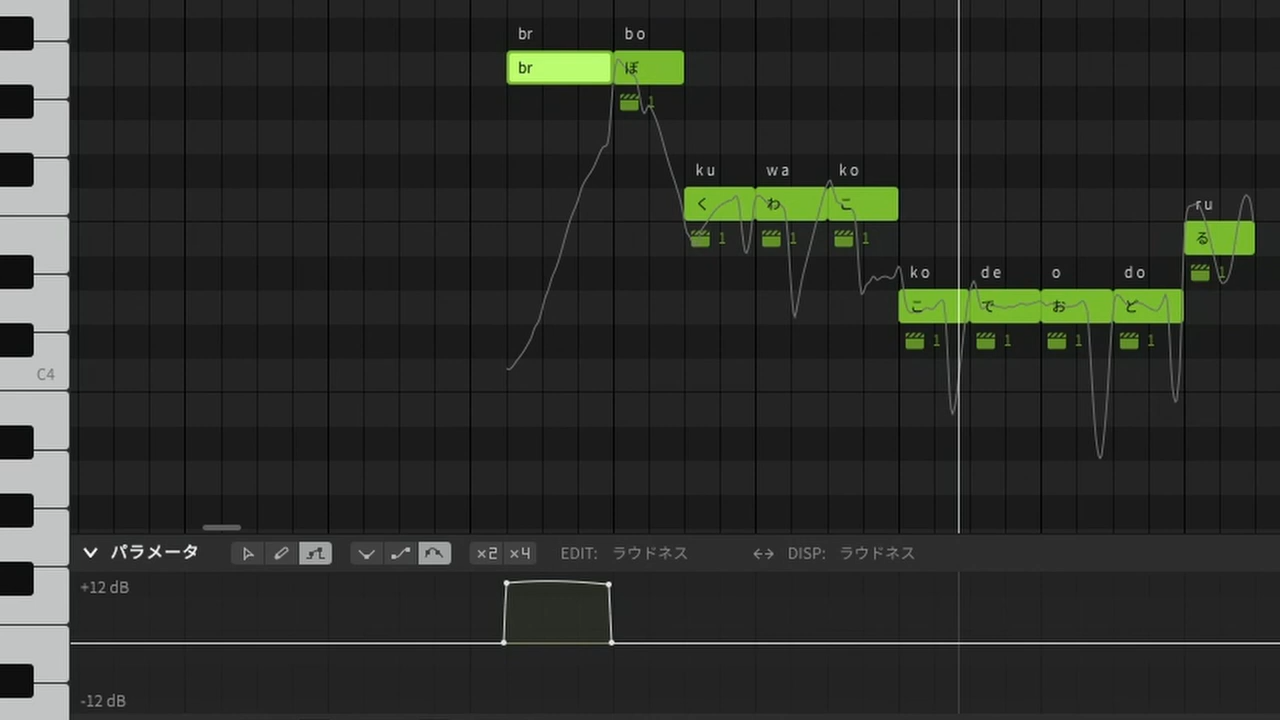 br bo
br ぼ
1
ku wa ko
く わ こ
1 1 1
ru
る
1
ko de o do
こ で お ど
1 1 1 1
C4
パラメータ ×2 ×4 EDIT: ラウドネス DISP: ラウドネス
+12 dB
-12 dB